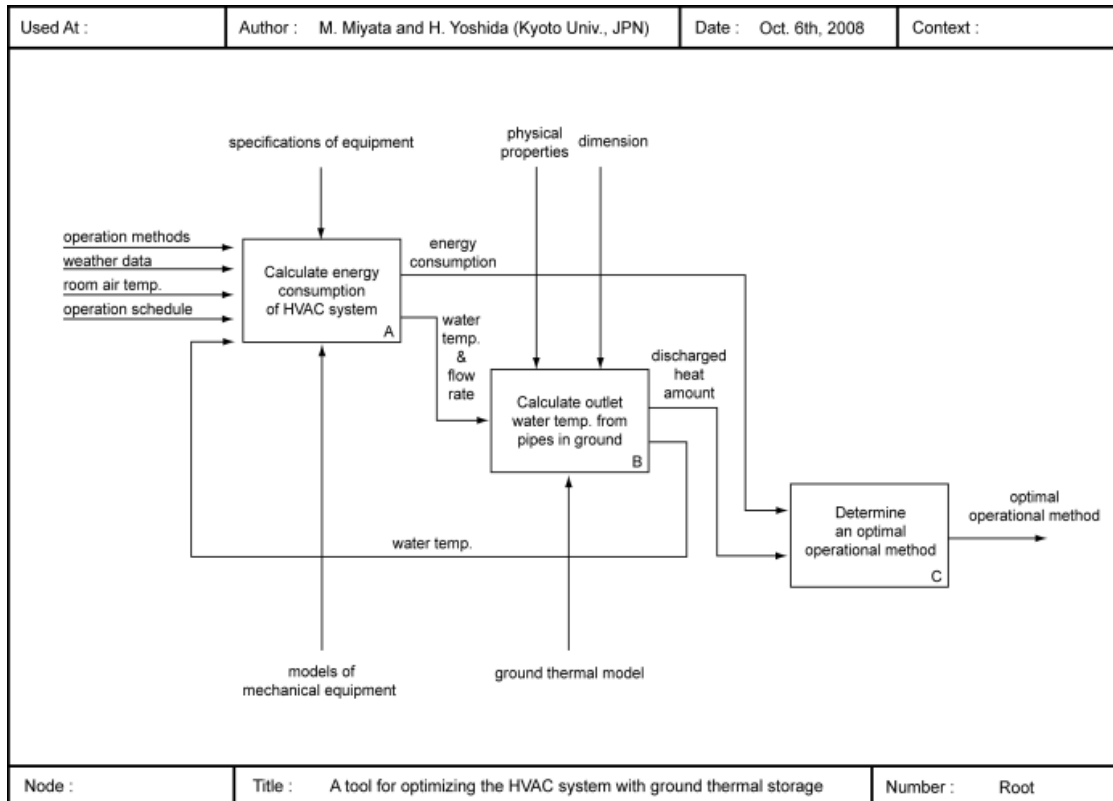 Used At :
Author : M. Miyata and H. Yoshida (Kyoto Univ., JPN)
Date : Oct. 6th, 2008
Context :
specifications of equipment
physical
properties
dimension
operation methods
weather data
room air temp.
operation schedule
Calculate energy
consumption
of HVAC system
A
energy
consumption
water
temp.
&
flow
rate
Calculate outlet
water temp. from
pipes in ground
B
discharged
heat
amount
Determine
an optimal
operational method
C
optimal
operational method
water temp.
models of
mechanical equipment
ground thermal model
Node :
Title : A tool for optimizing the HVAC system with ground thermal storage
Number : Root